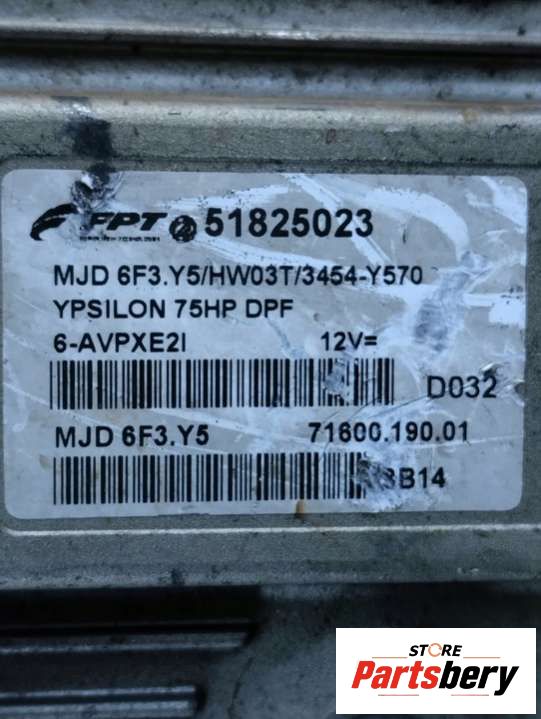 FPT 51825023
MJD 6F3.Y5/HW03T/3454-Y570
YPSILON 75HP DPF
6-AVPXE2I 12V=
D032
MJD 6F3.Y5 71600.190.01
B14
STORE
Partsbery